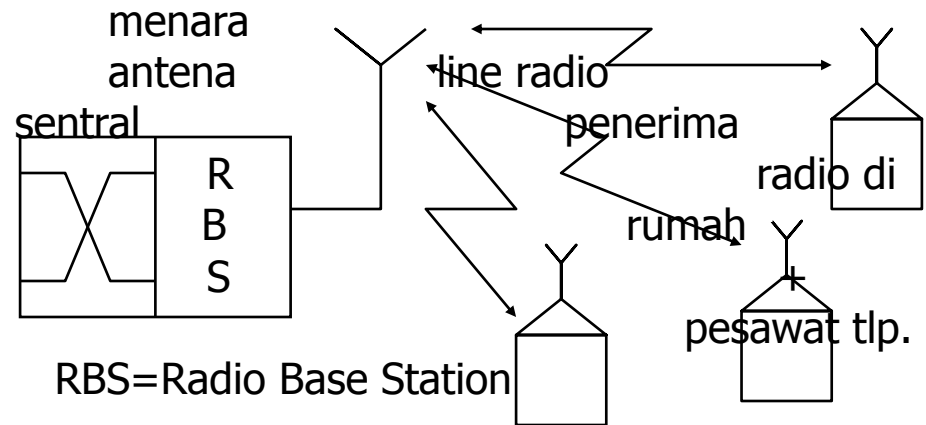 menara
antena
sentral
line radio
penerima
radio di
rumah
+
pesawat tlp.
R
B
S
RBS=Radio Base Station